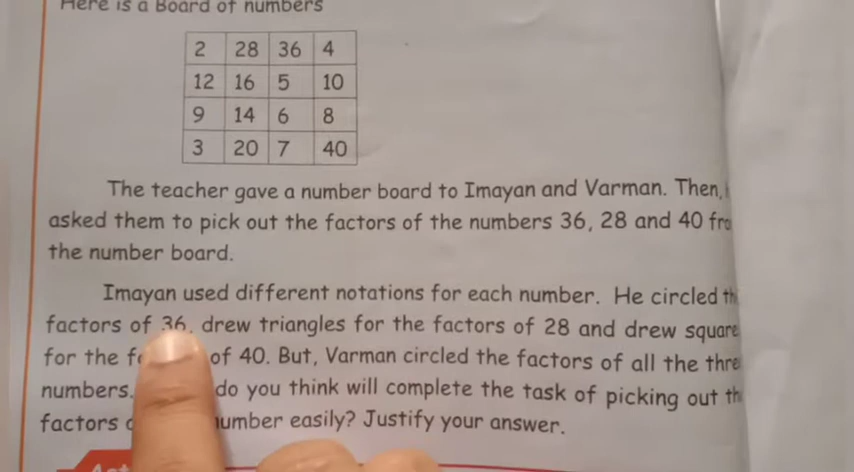 Here is a Board of numbers
2 28 36 4
12 16 5 10
9 14 6 8
3 20 7 40
The teacher gave a number board to Imayan and Varman. Then,
asked them to pick out the factors of the numbers 36, 28 and 40
the number board.
Imayan used different notations for each number. He circled
factors of 36, drew triangles for the factors of 28 and drew
for the of 40. But, Varman circled the factors of all the
numbers. do you think will complete the task of picking out
factors easily? Justify your answer.